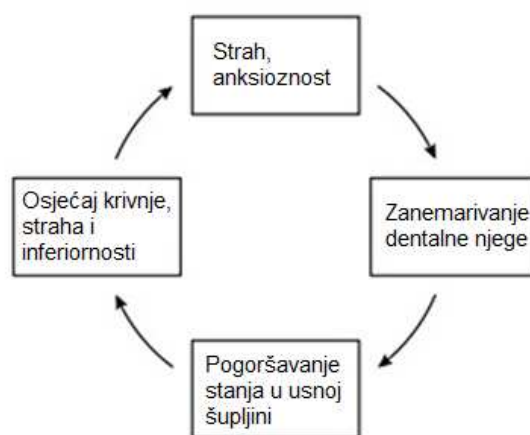 Strah,
anksioznost
Zanemarivanje
dentalne njege
Pogoršavanje
stanja u usnoj
šupljini
Osjećaj krivnje,
straha i
inferiornosti